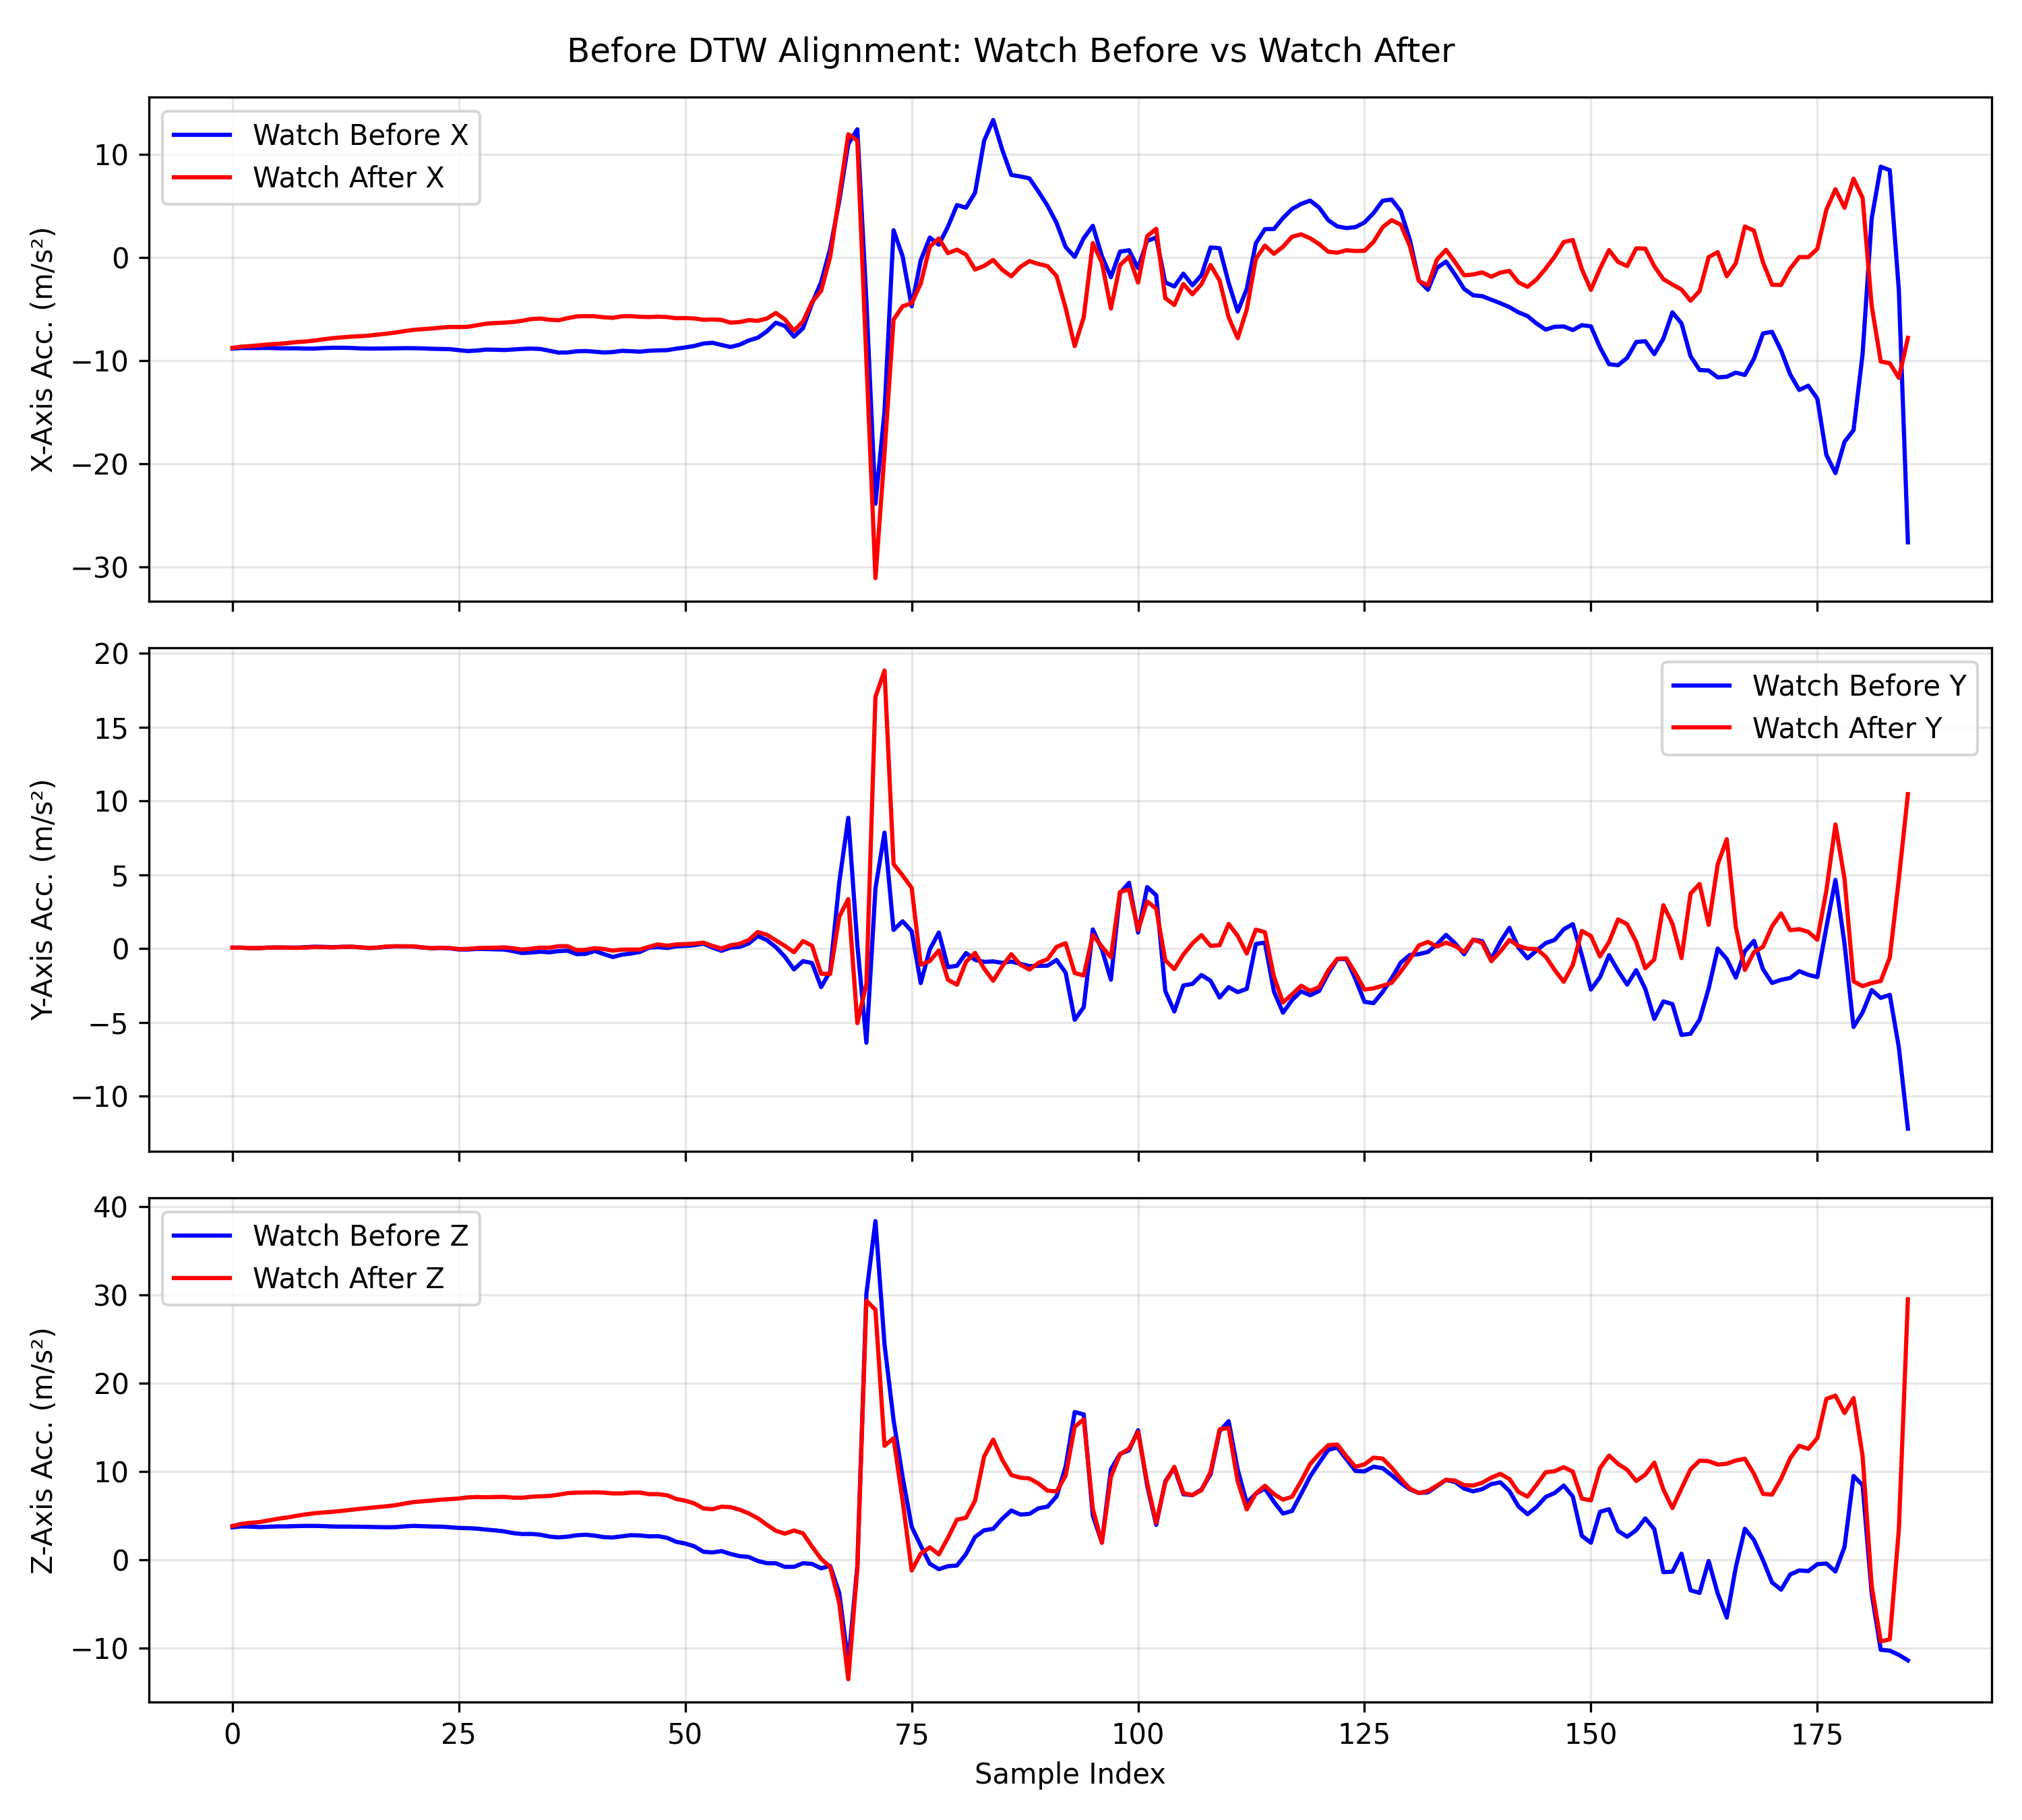 Before DTW Alignment: Watch Before vs Watch After
Watch Before X
Watch After X
10
0
−10
−20
−30
X-Axis Acc. (m/s²)
Watch Before Y
Watch After Y
20
15
10
5
0
−5
−10
Y-Axis Acc. (m/s²)
Watch Before Z
Watch After Z
40
30
20
10
0
−10
Z-Axis Acc. (m/s²)
0 25 50 75 100 125 150 175
Sample Index